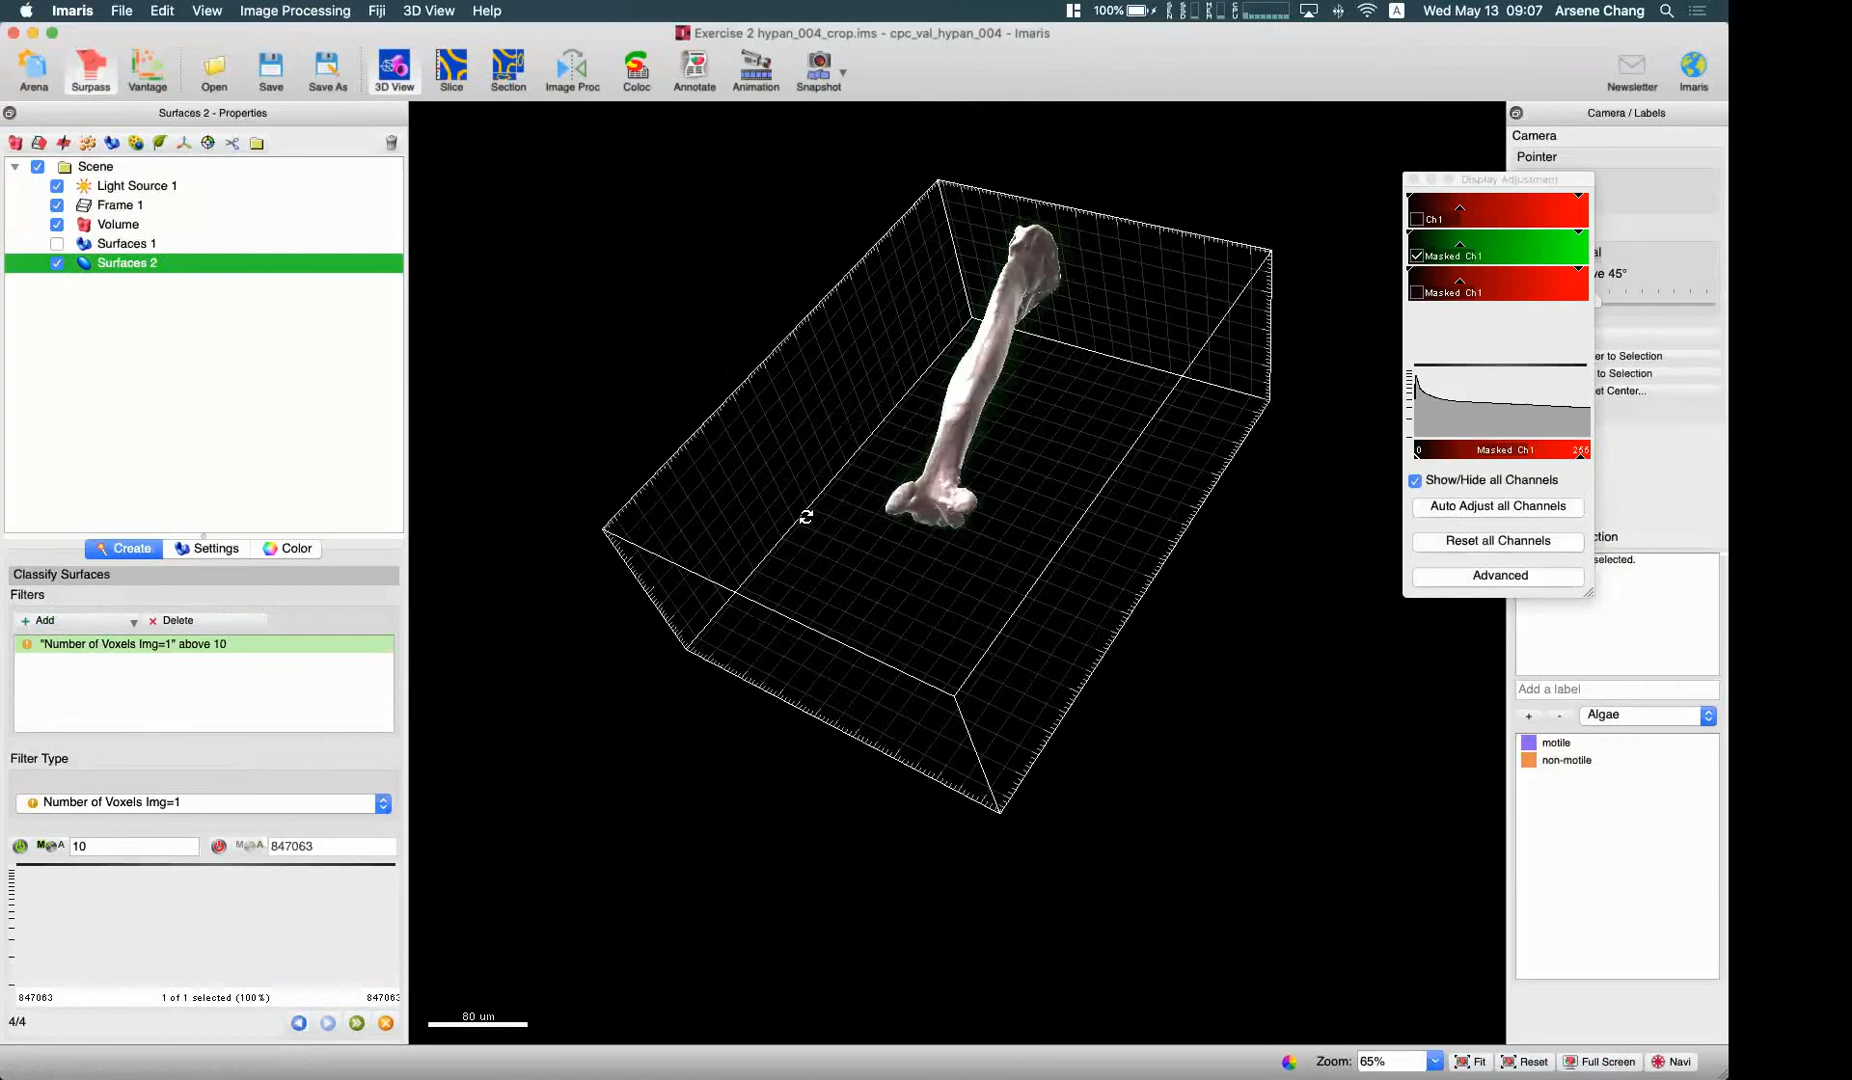 Imaris File Edit View Image Processing Fiji 3D View Help 100% Wed May 13 09:07 Arsene Chang
Exercise 2 hypan_004_crop.ims - cpc_val_hypan_004 - Imaris
Arena Surpass Vantage Open Save Save As 3D View Slice Section Image Proc Coloc Annotate Animation Snapshot Newsletter Imaris
Surfaces 2 - Properties
Scene
Light Source 1
Frame 1
Volume
Surfaces 1
Surfaces 2
Create Settings Color
Classify Surfaces
Filters
+ Add × Delete
"Number of Voxels Img=1" above 10
Filter Type
Number of Voxels Img=1
10 847063
847063 1 of 1 selected (100%) 847063
4/4
80 um
Camera / Labels
Camera
Pointer
Display Adjustment
Ch1
Masked Ch1
Masked Ch1
al
ve 45°
er to Selection
to Selection
et Center...
0 Masked Ch1 255
Show/Hide all Channels
Auto Adjust all Channels
Reset all Channels
Advanced
ction
selected.
Add a label
+ - Algae
motile
non-motile
Zoom: 65% Fit Reset Full Screen Navi